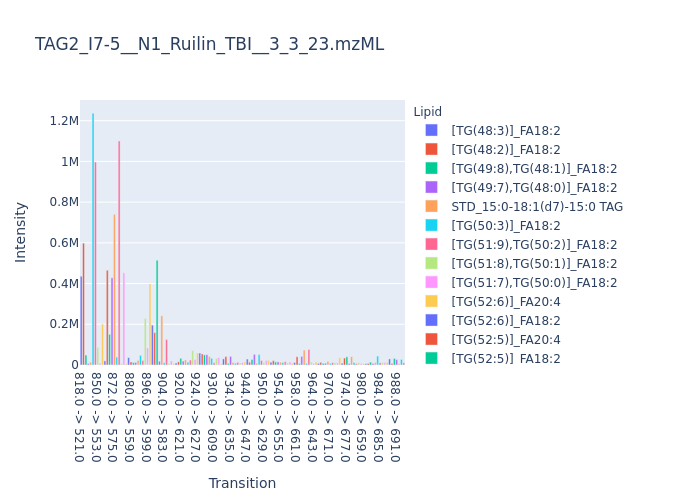 TAG2_I7-5__N1_Ruilin_TBI__3_3_23.mzML
Lipid
[TG(48:3)]_FA18:2
[TG(48:2)]_FA18:2
[TG(49:8),TG(48:1)]_FA18:2
[TG(49:7),TG(48:0)]_FA18:2
STD_15:0-18:1(d7)-15:0 TAG
[TG(50:3)]_FA18:2
[TG(51:9),TG(50:2)]_FA18:2
[TG(51:8),TG(50:1)]_FA18:2
[TG(51:7),TG(50:0)]_FA18:2
[TG(52:6)]_FA20:4
[TG(52:6)]_FA18:2
[TG(52:5)]_FA20:4
[TG(52:5)]_FA18:2
Intensity
1.2M
1M
0.8M
0.6M
0.4M
0.2M
0
818.0 -> 521.0
850.0 -> 553.0
872.0 -> 575.0
880.0 -> 559.0
896.0 -> 599.0
904.0 -> 583.0
920.0 -> 621.0
924.0 -> 627.0
930.0 -> 609.0
934.0 -> 635.0
944.0 -> 647.0
950.0 -> 629.0
954.0 -> 655.0
958.0 -> 661.0
964.0 -> 643.0
970.0 -> 671.0
974.0 -> 677.0
980.0 -> 659.0
984.0 -> 685.0
988.0 -> 691.0
Transition